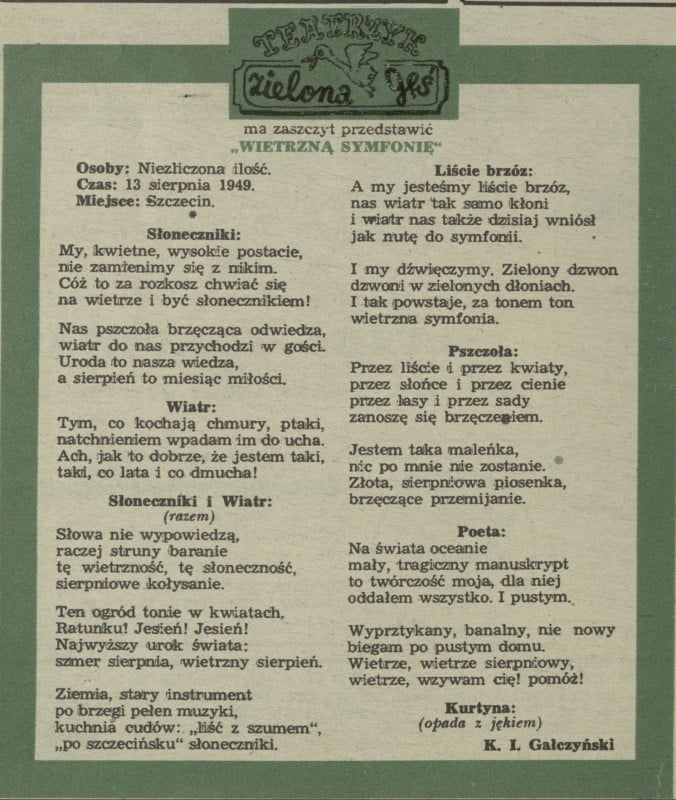 TEATRZYK
zielona gęś
ma zaszczyt przedstawić
„WIETRZNĄ SYMFONIĘ“
Osoby: Niezliczona ilość.
Czas: 13 sierpnia 1949.
Miejsce: Szczecin.
Słoneczniki:
My, kwietne, wysokie postacie,
nie zamienimy się z nikim.
Cóż to za rozkosz chwiać się
na wietrze i być słonecznikiem!
Nas pszczoła brzęcząca odwiedza,
wiatr do nas przychodzi w gości.
Uroda to nasza wiedza,
a sierpień to miesiąc miłości.
Wiatr:
Tym, co kochają chmury, ptaki,
natchnieniem wpadam im do ucha.
Ach, jak to dobrze, że jestem taki,
taki, co lata i co dmucha!
Słoneczniki i Wiatr:
(razem)
Słowa nie wypowiedzą,
raczej struny baranie
tę wietrzność, tę słoneczność,
sierpniowe kołysanie.
Ten ogród tonie w kwiatach,
Ratunku! Jesień! Jesień!
Najwyższy urok świata:
szmer sierpnia, wietrzny sierpień.
Ziemia, stary instrument
po brzegi pełen muzyki,
kuchnia cudów: „liść z szumem“,
„po szczecińsku“ słoneczniki.
Liście brzóz:
A my jesteśmy liście brzóz,
nas wiatr tak samo kłoni
i wiatr nas także dzisiaj wniósł
jak nutę do symfonii.
I my dźwięczymy. Zielony dzwon
dzwoni w zielonych dłoniach.
I tak powstaje, za tonem ton
wietrzna symfonia.
Pszczoła:
Przez liście i przez kwiaty,
przez słońce i przez cienie
przez lasy i przez sady
zanoszę się brzęczeniem.
Jestem taka maleńka,
nic po mnie nie zostanie.
Złota, sierpniowa piosenka,
brzęczące przemijanie.
Poeta:
Na świata oceanie
mały, tragiczny manuskrypt
to twórczość moja, dla niej
oddałem wszystko. I pustym.
Wyprztykany, banalny, nie nowy
biegam po pustym domu.
Wietrze, wietrze sierpniowy,
wietrze, wzywam cię! pomóż!
Kurtyna:
(opada z jękiem)
K. I. Gałczyński